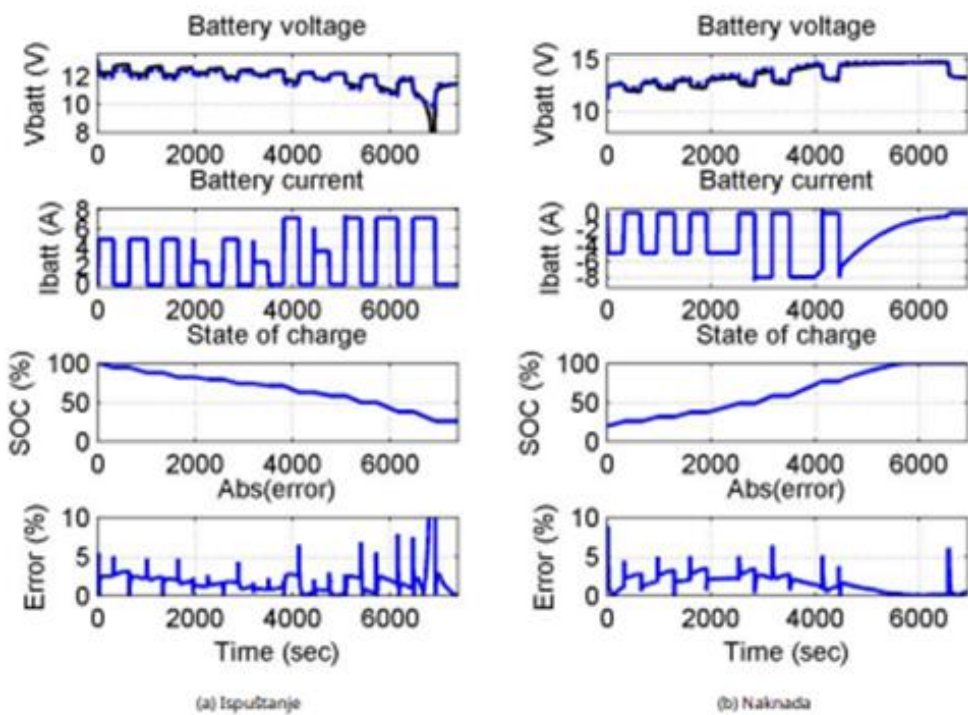 Battery voltage
Vbatt (V)
12
10
8
0 2000 4000 6000
Battery current
Ibatt (A)
8
6
4
2
0
0 2000 4000 6000
State of charge
SOC (%)
100
50
0
0 2000 4000 6000
Abs(error)
Error (%)
10
5
0
0 2000 4000 6000
Time (sec)
(a) Ispuštanje
Battery voltage
Vbatt (V)
15
10
0 2000 4000 6000
Battery current
Ibatt (A)
0
-2
-4
-6
-8
0 2000 4000 6000
State of charge
SOC (%)
100
50
0
0 2000 4000 6000
Abs(error)
Error (%)
10
5
0
0 2000 4000 6000
Time (sec)
(b) Naknada